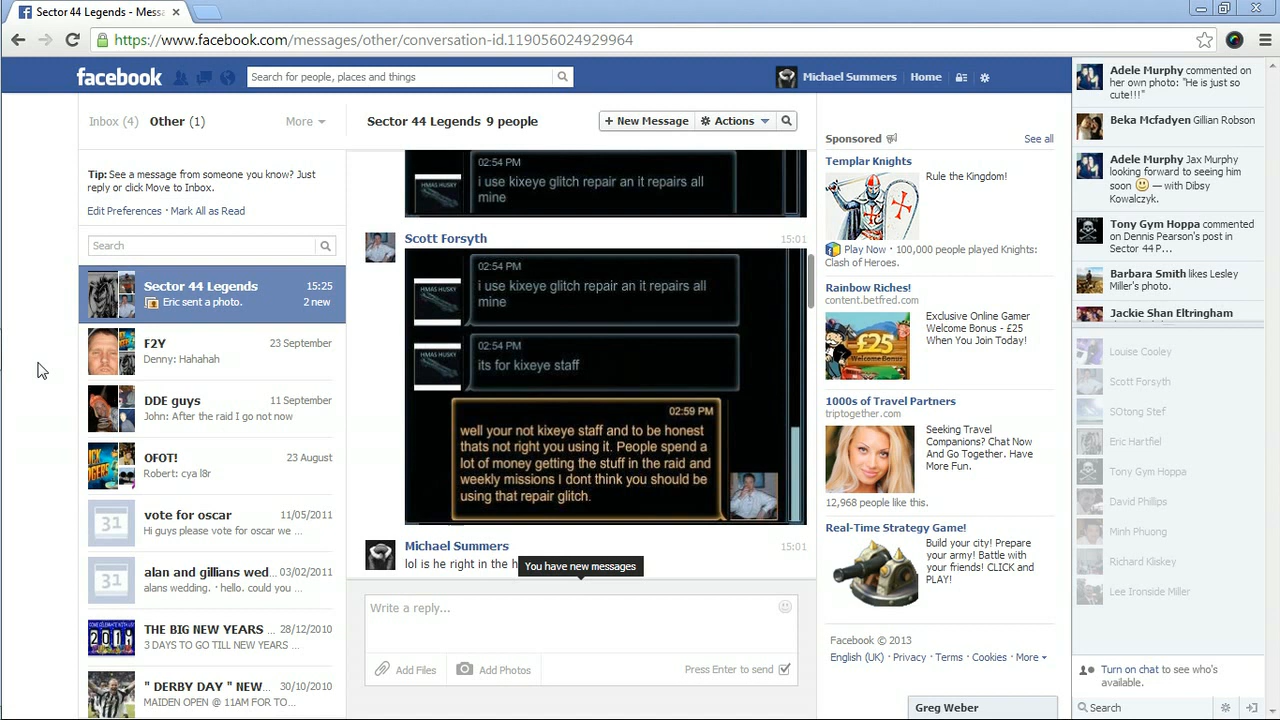 Sector 44 Legends - Messa
https://www.facebook.com/messages/other/conversation-id.119056024929964
facebook
Search for people, places and things
Michael Summers
Home
Inbox (4)
Other (1)
More
Tip: See a message from someone you know? Just
reply or click Move to Inbox.
Edit Preferences · Mark All as Read
Search
Sector 44 Legends
15:25
Eric sent a photo.
2 new
F2Y
23 September
Denny: Hahahah
DDE guys
11 September
John: After the raid I go not now
OFOT!
23 August
Robert: cya l8r
31
vote for oscar
11/05/2011
Hi guys please vote for oscar we ...
31
alan and gillians wed...
03/02/2011
alans wedding. · hello. could you ...
THE BIG NEW YEARS ...
28/12/2010
3 DAYS TO GO TILL NEW YEARS ...
" DERBY DAY " NEW...
30/10/2010
MAIDEN OPEN @ 11AM FOR TO...
Sector 44 Legends 9 people
+ New Message
Actions
02:54 PM
HMAS HUSKY
i use kixeye glitch repair an it repairs all
mine
Scott Forsyth
15:01
02:54 PM
HMAS HUSKY
i use kixeye glitch repair an it repairs all
mine
02:54 PM
HMAS HUSKY
its for kixeye staff
02:59 PM
well your not kixeye staff and to be honest
thats not right you using it. People spend a
lot of money getting the stuff in the raid and
weekly missions I dont think you should be
using that repair glitch.
Michael Summers
15:01
lol is he right in the h
You have new messages
Write a reply...
Add Files
Add Photos
Press Enter to send
Sponsored
See all
Templar Knights
Rule the Kingdom!
Play Now · 100,000 people played Knights:
Clash of Heroes.
Rainbow Riches!
content.betfred.com
£25
Welcome Bonus
Exclusive Online Gamer
Welcome Bonus - £25
When You Join Today!
1000s of Travel Partners
triptogether.com
Seeking Travel
Companions? Chat Now
And Go Together. Have
More Fun.
12,968 people like this.
Real-Time Strategy Game!
Build your city! Prepare
your army! Battle with
your friends! CLICK and
PLAY!
Facebook © 2013
English (UK) · Privacy · Terms · Cookies · More
Greg Weber
Adele Murphy commented
on her own photo: "He is just so
cute!!!"
Beka Mcfadyen Gillian Robson
Adele Murphy Jax Murphy
looking forward to seeing him
soon — with Dibsy
Kowalczyk.
Tony Gym Hoppa commented
on Dennis Pearson's post in
Sector 44 P...
Barbara Smith likes Lesley
Miller's photo.
Jackie Shan Eltringham
Louise Conley
Scott Forsyth
SOtong Stef
Eric Hartfiel
Tony Gym Hoppa
David Phillips
Minh Phuong
Richard Kliskey
Lee Ironside Miller
Turn on chat to see who's
available.
Search